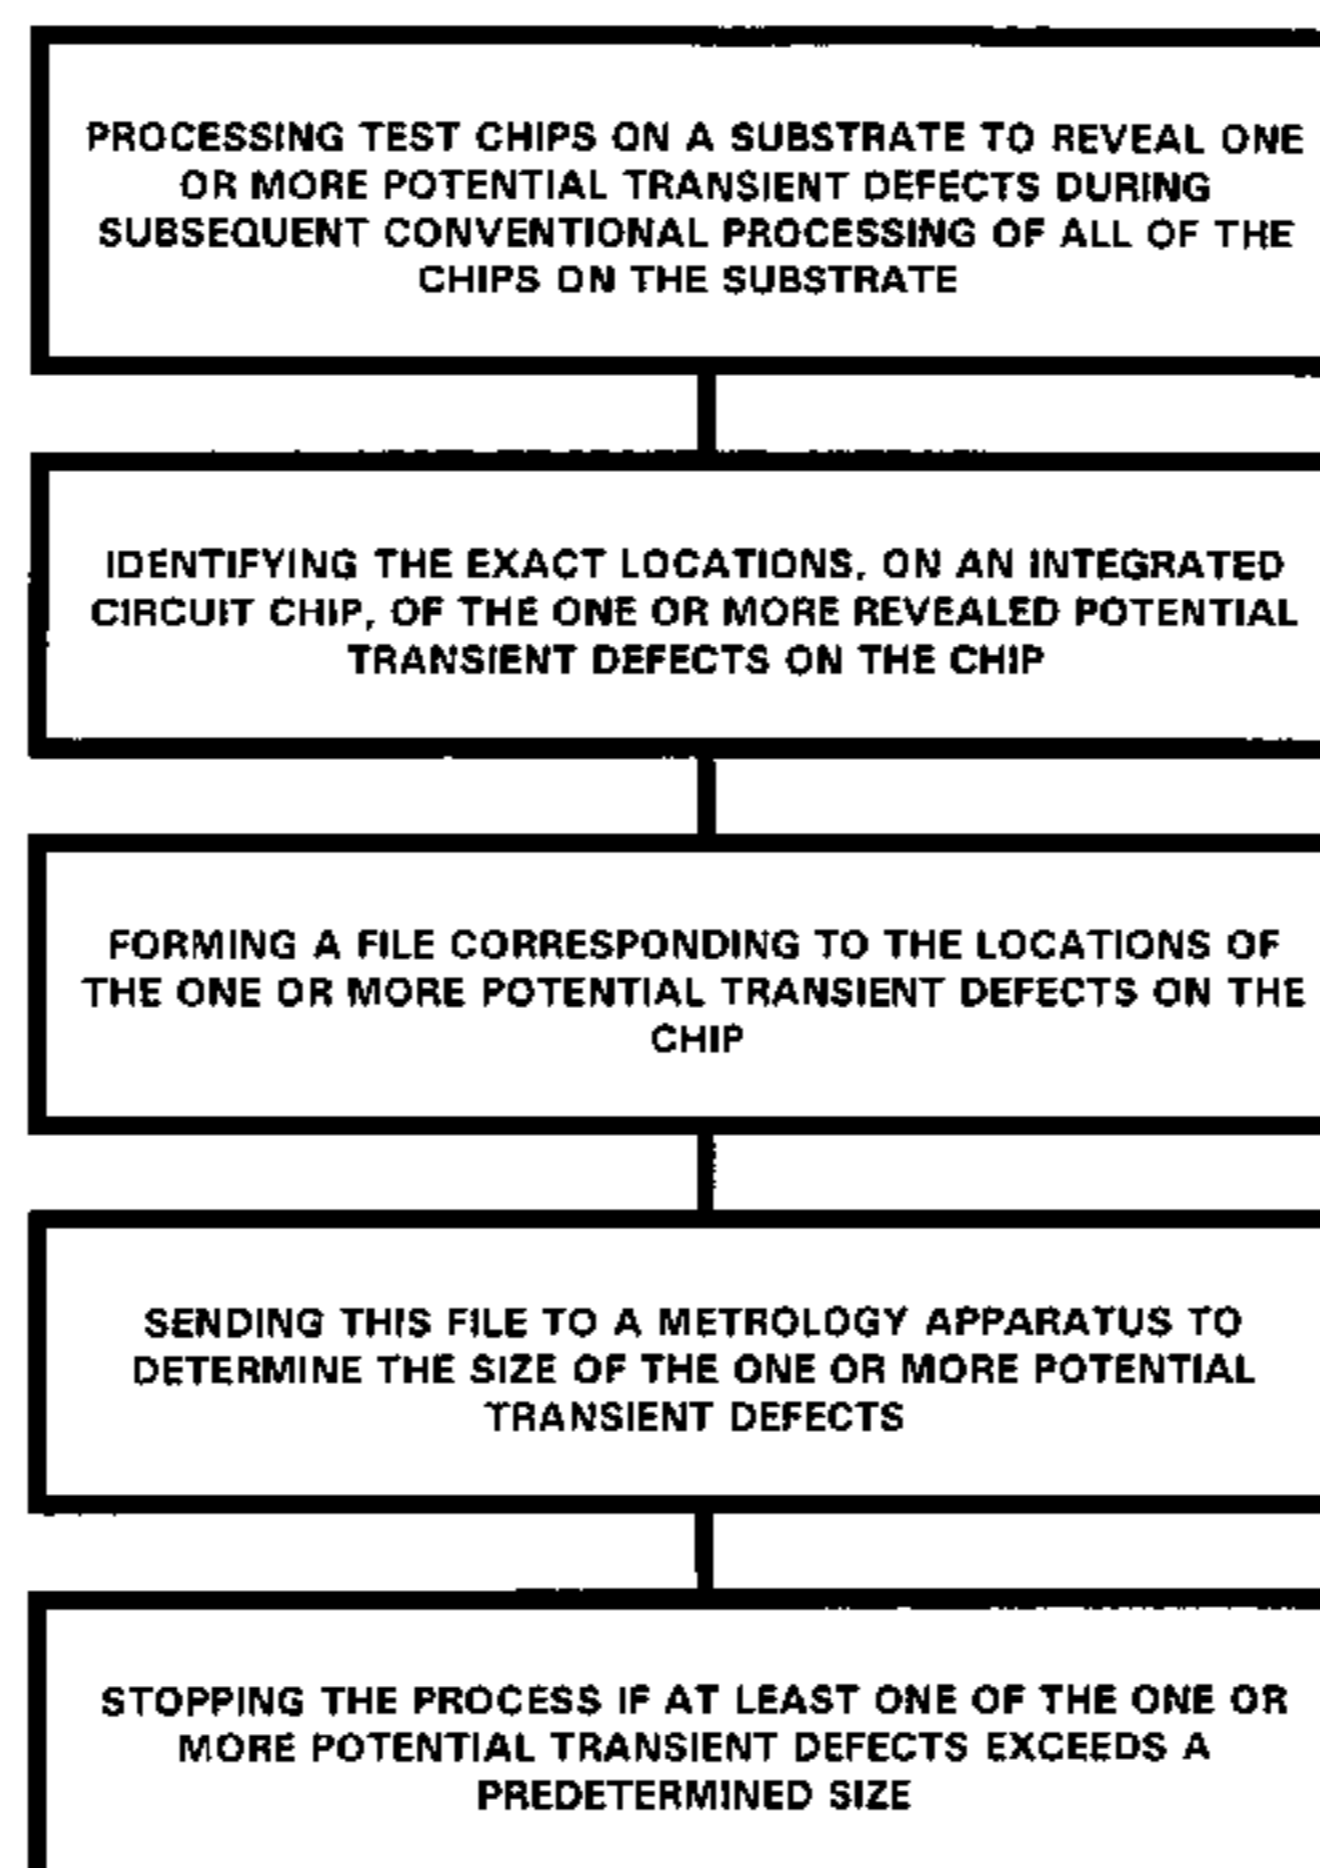 PROCESSING TEST CHIPS ON A SUBSTRATE TO REVEAL ONE
OR MORE POTENTIAL TRANSIENT DEFECTS DURING
SUBSEQUENT CONVENTIONAL PROCESSING OF ALL OF THE
CHIPS ON THE SUBSTRATE
IDENTIFYING THE EXACT LOCATIONS, ON AN INTEGRATED
CIRCUIT CHIP, OF THE ONE OR MORE REVEALED POTENTIAL
TRANSIENT DEFECTS ON THE CHIP
FORMING A FILE CORRESPONDING TO THE LOCATIONS OF
THE ONE OR MORE POTENTIAL TRANSIENT DEFECTS ON THE
CHIP
SENDING THIS FILE TO A METROLOGY APPARATUS TO
DETERMINE THE SIZE OF THE ONE OR MORE POTENTIAL
TRANSIENT DEFECTS
STOPPING THE PROCESS IF AT LEAST ONE OF THE ONE OR
MORE POTENTIAL TRANSIENT DEFECTS EXCEEDS A
PREDETERMINED SIZE